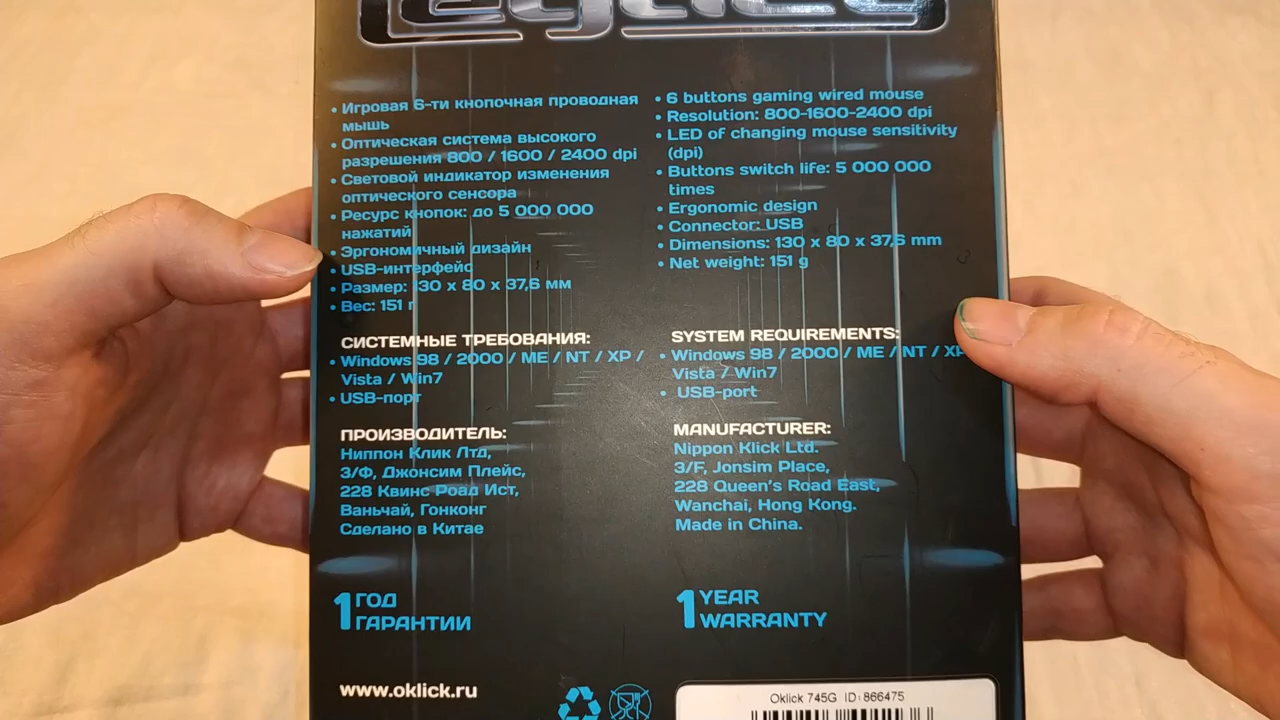 • Игровая 6-ти кнопочная проводная
мышь
• Оптическая система высокого
разрешения 800 / 1600 / 2400 dpi
• Световой индикатор изменения
оптического сенсора
• Ресурс кнопок: до 5 000 000
нажатий
• Эргономичный дизайн
• USB-интерфейс
• Размер: 130 x 80 x 37,6 мм
• Вес: 151 г
СИСТЕМНЫЕ ТРЕБОВАНИЯ:
• Windows 98 / 2000 / ME / NT / XP /
Vista / Win7
• USB-порт
ПРОИЗВОДИТЕЛЬ:
Ниппон Клик Лтд,
3/Ф, Джонсим Плейс,
228 Квинс Роад Ист,
Ваньчай, Гонконг
Сделано в Китае
1 ГОД
ГАРАНТИИ
www.oklick.ru
• 6 buttons gaming wired mouse
• Resolution: 800-1600-2400 dpi
• LED of changing mouse sensitivity
(dpi)
• Buttons switch life: 5 000 000
times
• Ergonomic design
• Connector: USB
• Dimensions: 130 x 80 x 37,6 mm
• Net weight: 151 g
SYSTEM REQUIREMENTS:
• Windows 98 / 2000 / ME / NT / XP
Vista / Win7
• USB-port
MANUFACTURER:
Nippon Klick Ltd.
3/F, Jonsim Place,
228 Queen's Road East,
Wanchai, Hong Kong.
Made in China.
1 YEAR
WARRANTY
Oklick 745G ID:866475